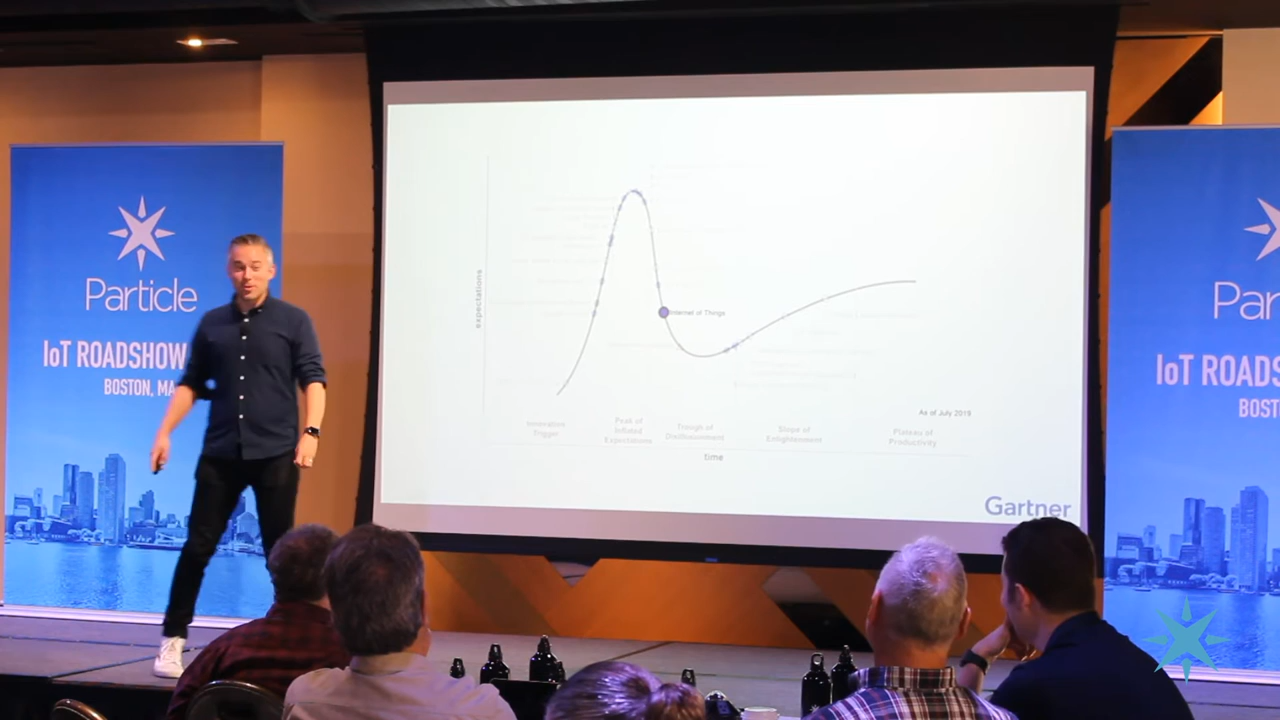 Particle
IoT ROADSHOW
BOSTON, MA
expectations
Internet of Things
As of July 2019
Innovation
Trigger
Peak of
Inflated
Expectations
Trough of
Disillusionment
Slope of
Enlightenment
Plateau of
Productivity
time
Gartner
Par
IoT ROADS
BOST